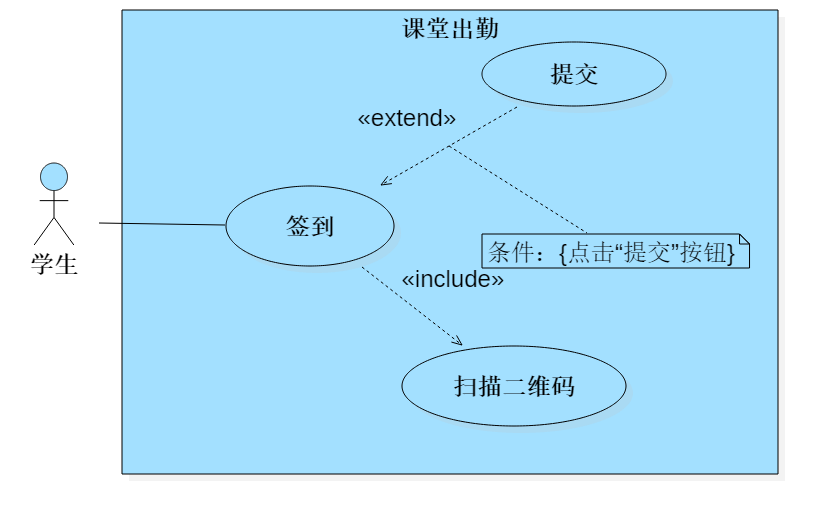 课堂出勤
提交
«extend»
签到
学生
条件：{点击“提交”按钮}
«include»
扫描二维码